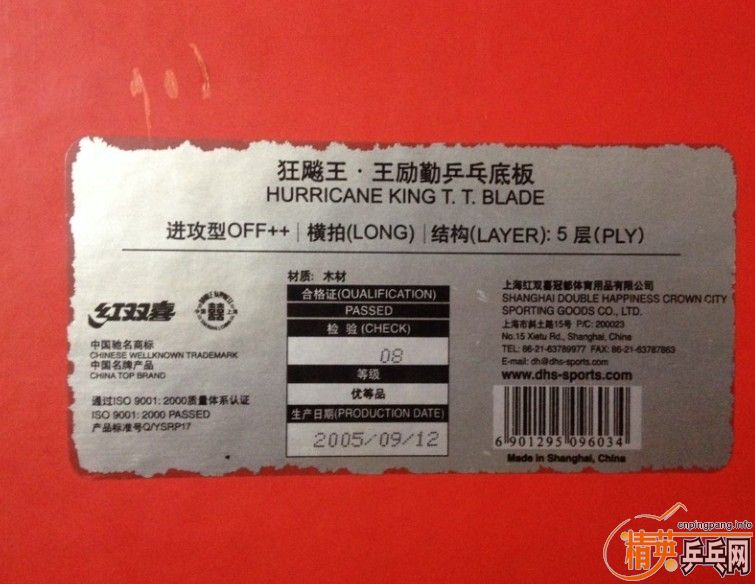 901
狂飚王·王励勤乒乓底板
HURRICANE KING T. T. BLADE
进攻型OFF++｜横拍(LONG)｜结构(LAYER): 5 层(PLY)
红双喜
中国驰名商标
CHINESE WELLKNOWN TRADEMARK
中国名牌产品
CHINA TOP BRAND
通过ISO 9001: 2000质量体系认证
ISO 9001: 2000 PASSED
产品标准号Q/YSRP17
材质: 木材
合格证(QUALIFICATION)
PASSED
检 验 (CHECK)
08
等级
优等品
生产日期(PRODUCTION DATE)
2005/09/12
上海红双喜冠都体育用品有限公司
SHANGHAI DOUBLE HAPPINESS CROWN CITY
SPORTING GOODS CO., LTD.
上海市斜土路15号 P/C: 200023
No.15 Xietu Rd., Shanghai, China
TEL: 86-21-63789977 FAX: 86-21-63787863
E-mail: dh@dhs-sports.com
www.dhs-sports.com
6 901295 096034
Made in Shanghai, China
cnpingpang.info
精英乒乓网